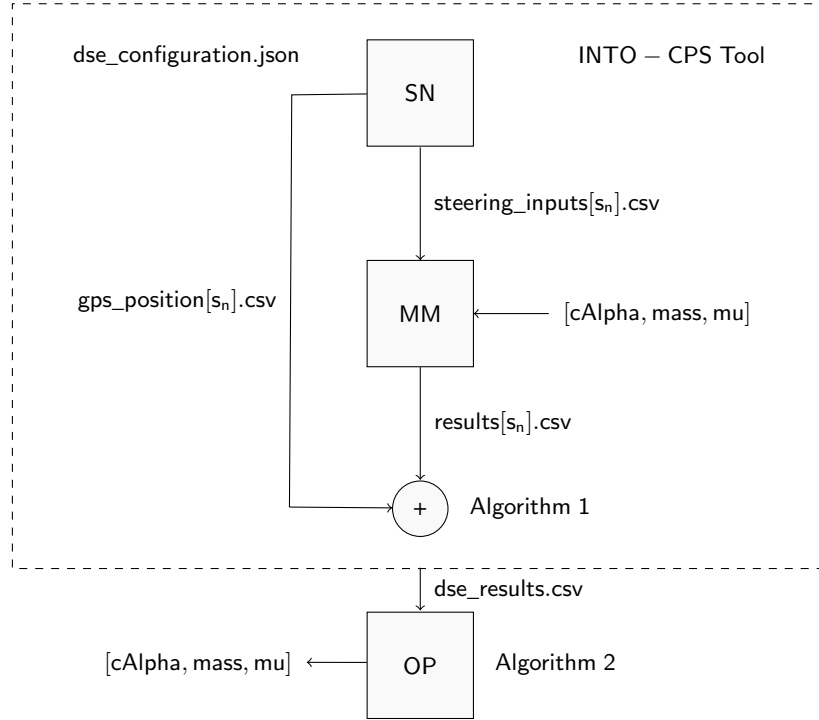 dse_configuration.json
SN
INTO – CPS Tool
steering_inputs[sₙ].csv
gps_position[sₙ].csv
MM
[cAlpha, mass, mu]
results[sₙ].csv
+
Algorithm 1
dse_results.csv
[cAlpha, mass, mu]
OP
Algorithm 2